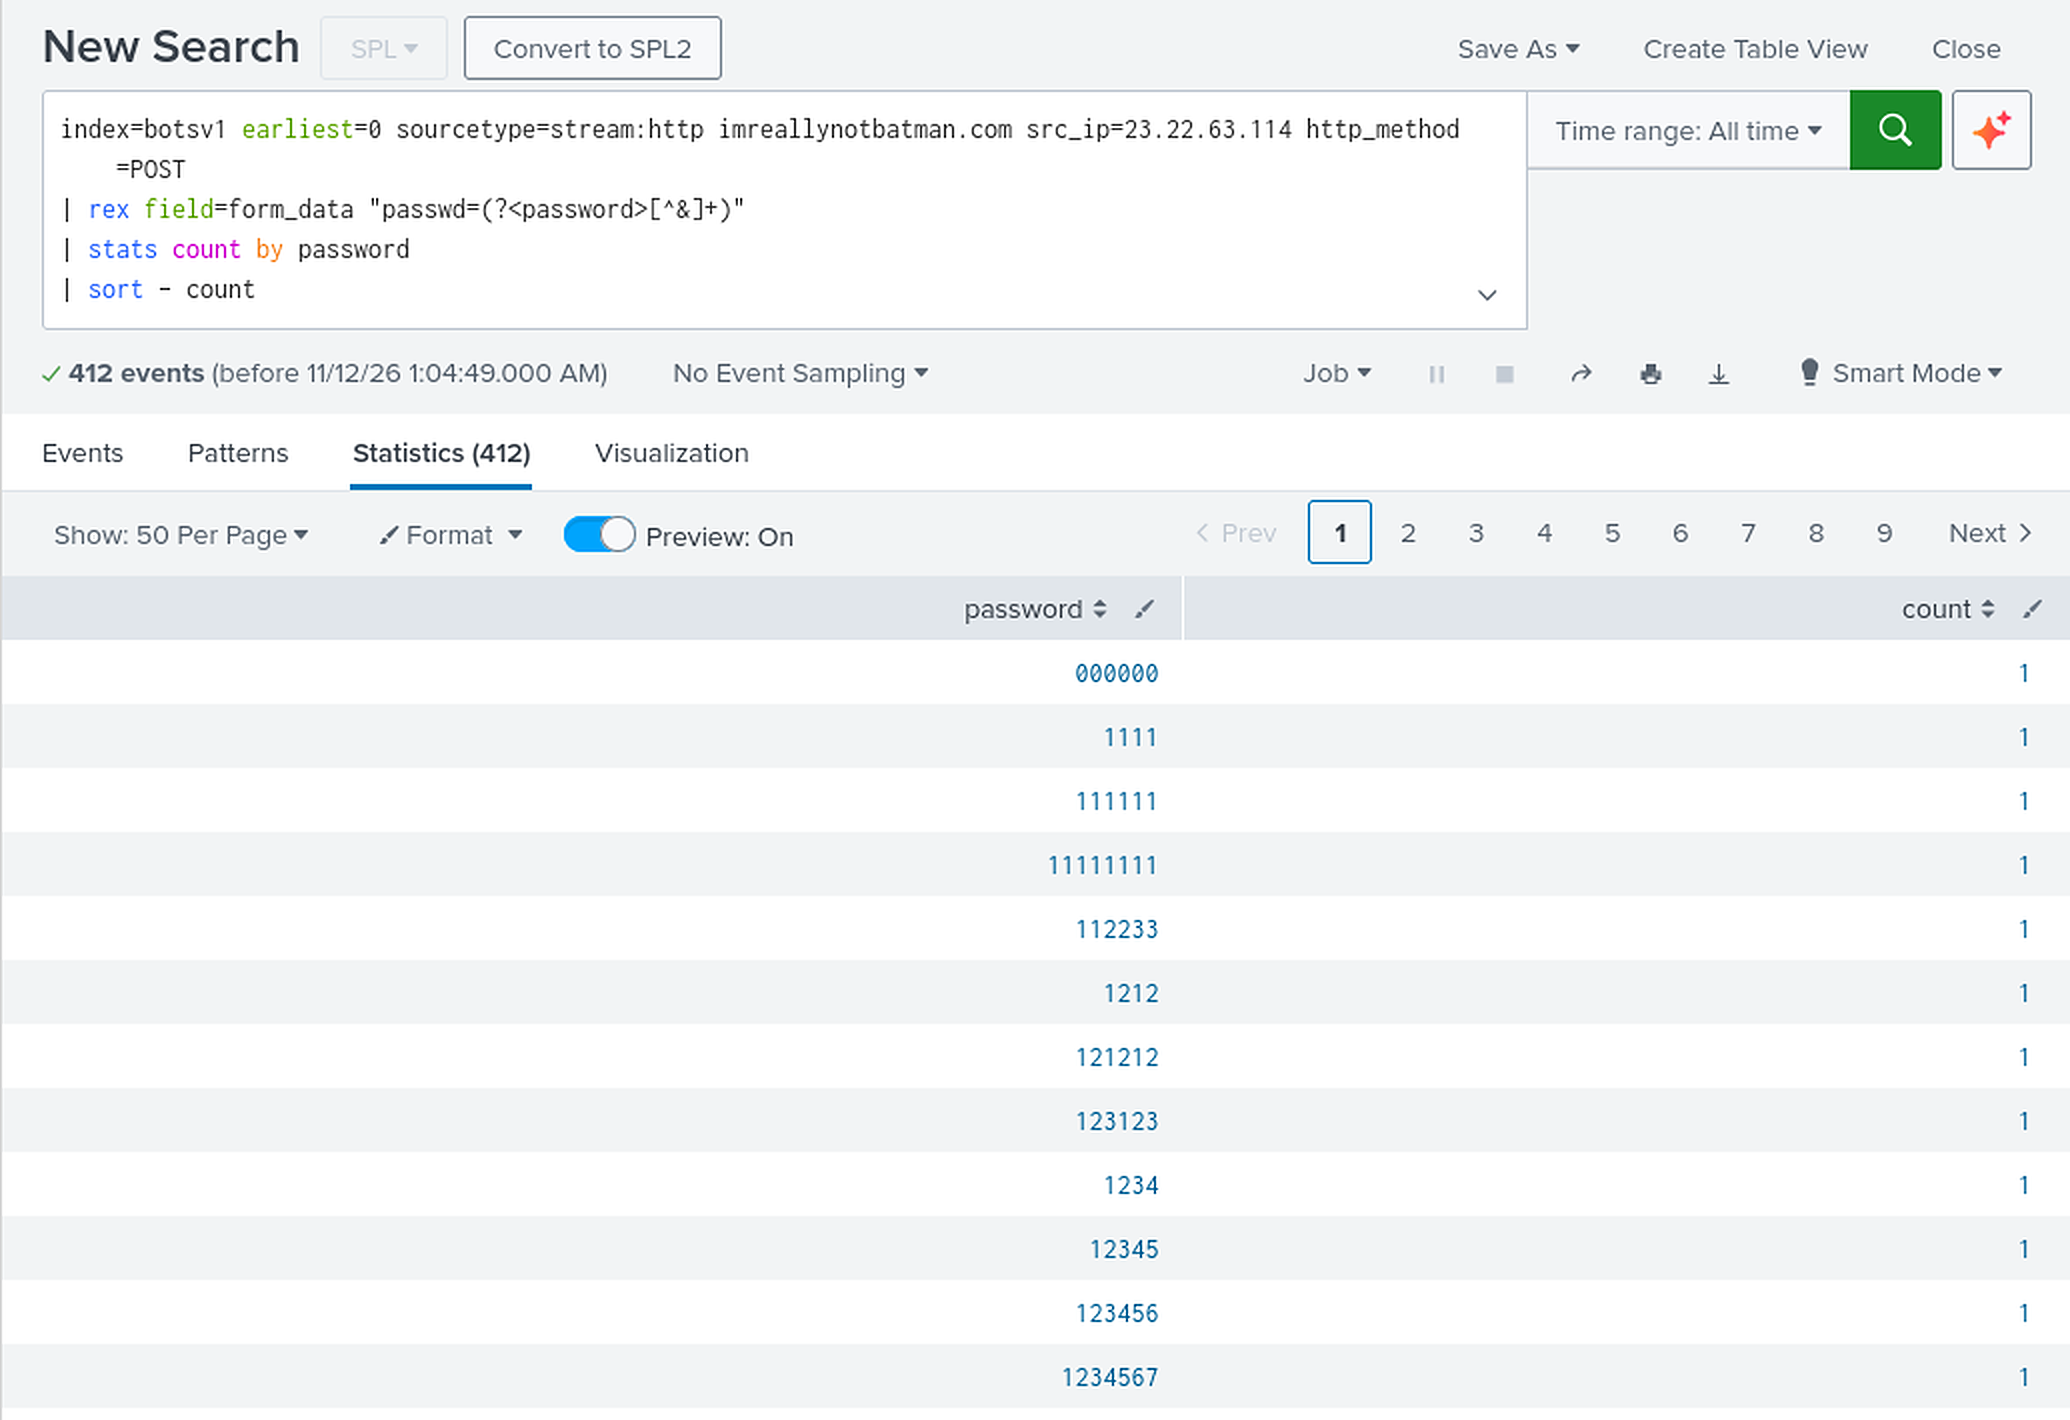 New Search SPL Convert to SPL2 Save As Create Table View Close
index=botsv1 earliest=0 sourcetype=stream:http imreallynotbatman.com src_ip=23.22.63.114 http_method
=POST
| rex field=form_data "passwd=(?<password>[^&]+)"
| stats count by password
| sort - count
Time range: All time
412 events (before 11/12/26 1:04:49.000 AM) No Event Sampling Job Smart Mode
Events Patterns Statistics (412) Visualization
Show: 50 Per Page Format Preview: On < Prev 1 2 3 4 5 6 7 8 9 Next >
password count
000000 1
1111 1
111111 1
11111111 1
112233 1
1212 1
121212 1
123123 1
1234 1
12345 1
123456 1
1234567 1